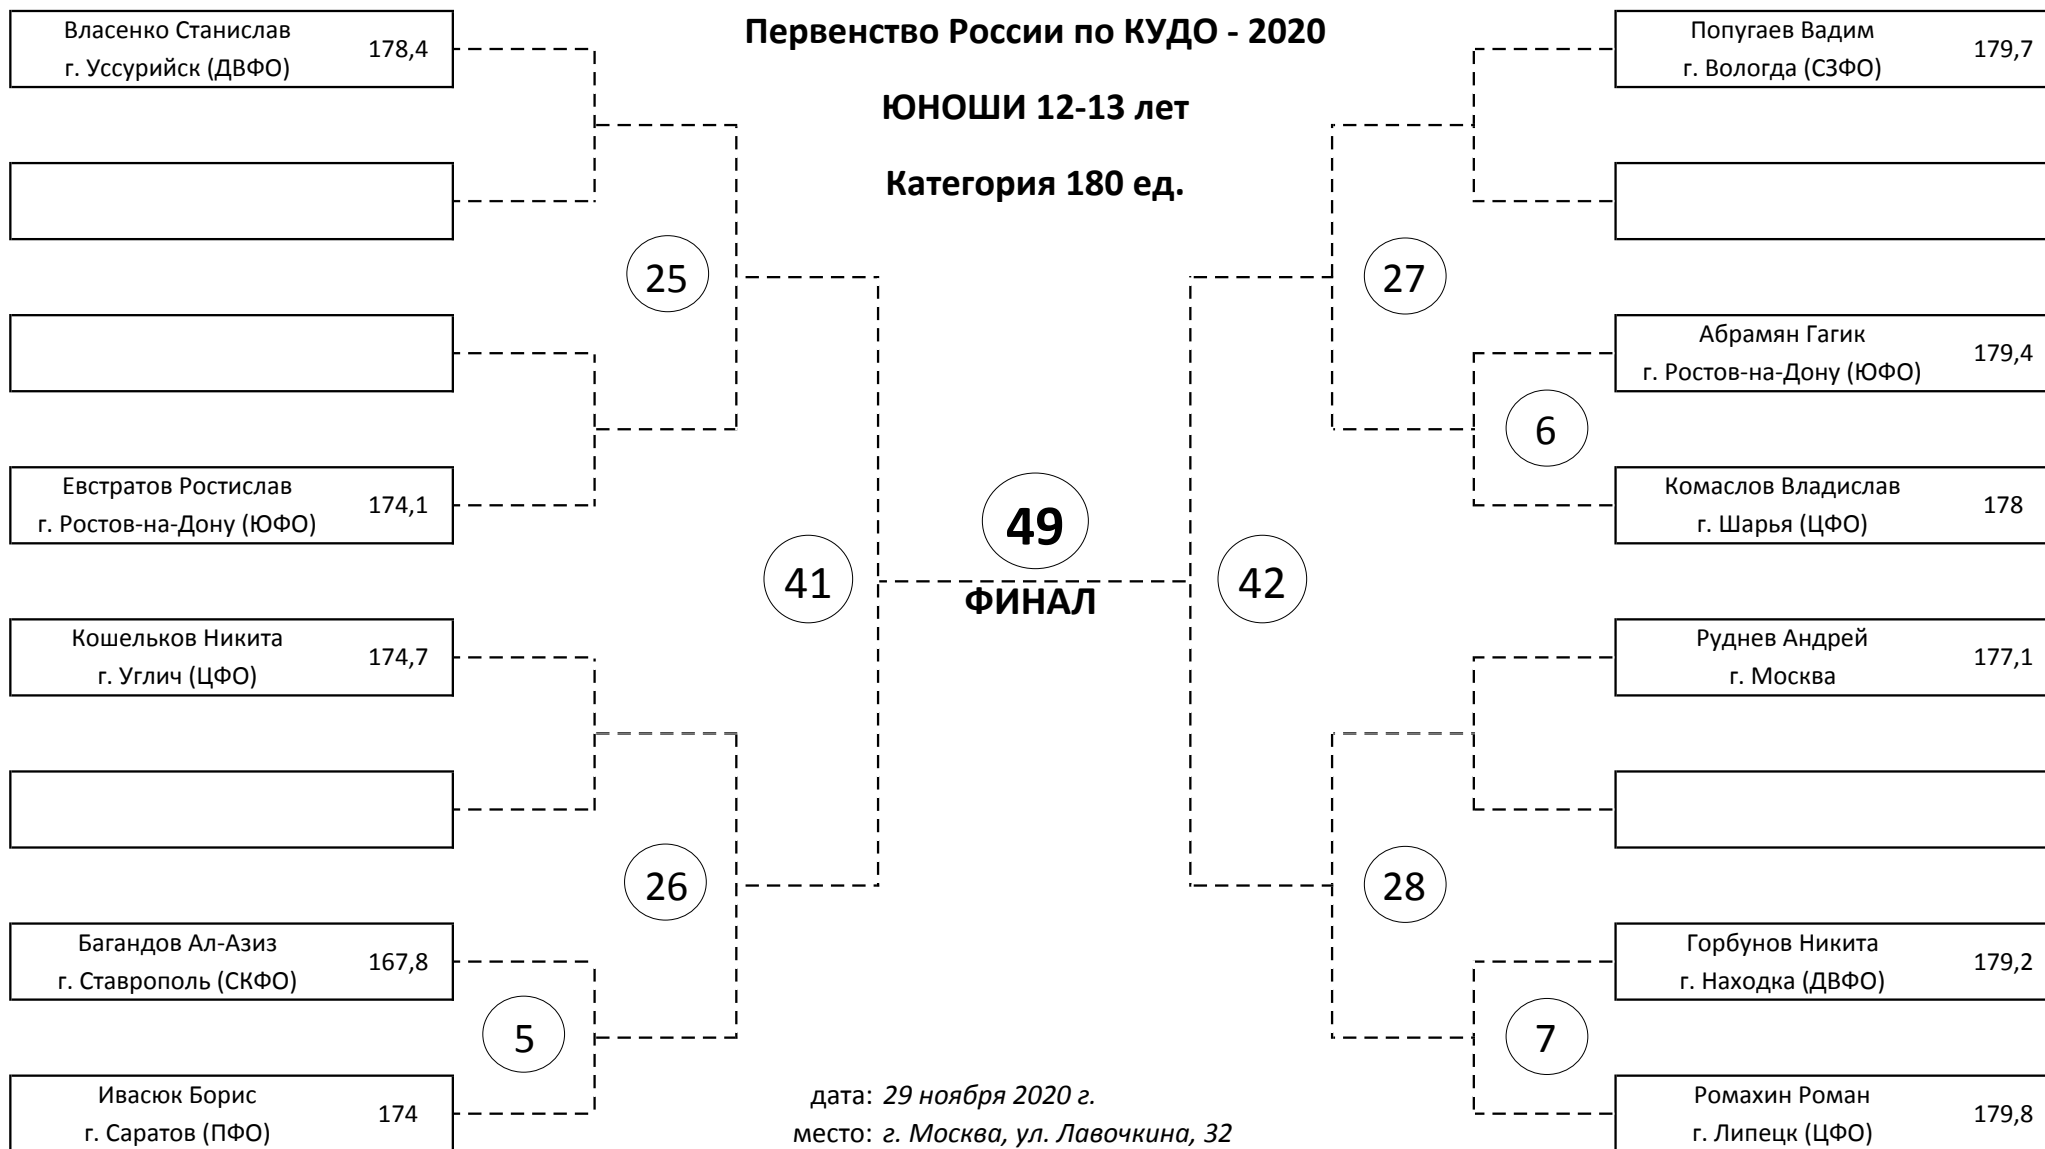 Первенство России по КУДО - 2020
ЮНОШИ 12-13 лет
Категория 180 ед.
Власенко Станислав
г. Уссурийск (ДВФО)
178,4
25
Евстратов Ростислав
г. Ростов-на-Дону (ЮФО)
174,1
41
Кошельков Никита
г. Углич (ЦФО)
174,7
26
Багандов Ал-Азиз
г. Ставрополь (СКФО)
167,8
5
Ивасюк Борис
г. Саратов (ПФО)
174
49
ФИНАЛ
Попугаев Вадим
г. Вологда (СЗФО)
179,7
27
Абрамян Гагик
г. Ростов-на-Дону (ЮФО)
179,4
6
Комаслов Владислав
г. Шарья (ЦФО)
178
42
Руднев Андрей
г. Москва
177,1
28
Горбунов Никита
г. Находка (ДВФО)
179,2
7
Ромахин Роман
г. Липецк (ЦФО)
179,8
дата: 29 ноября 2020 г.
место: г. Москва, ул. Лавочкина, 32